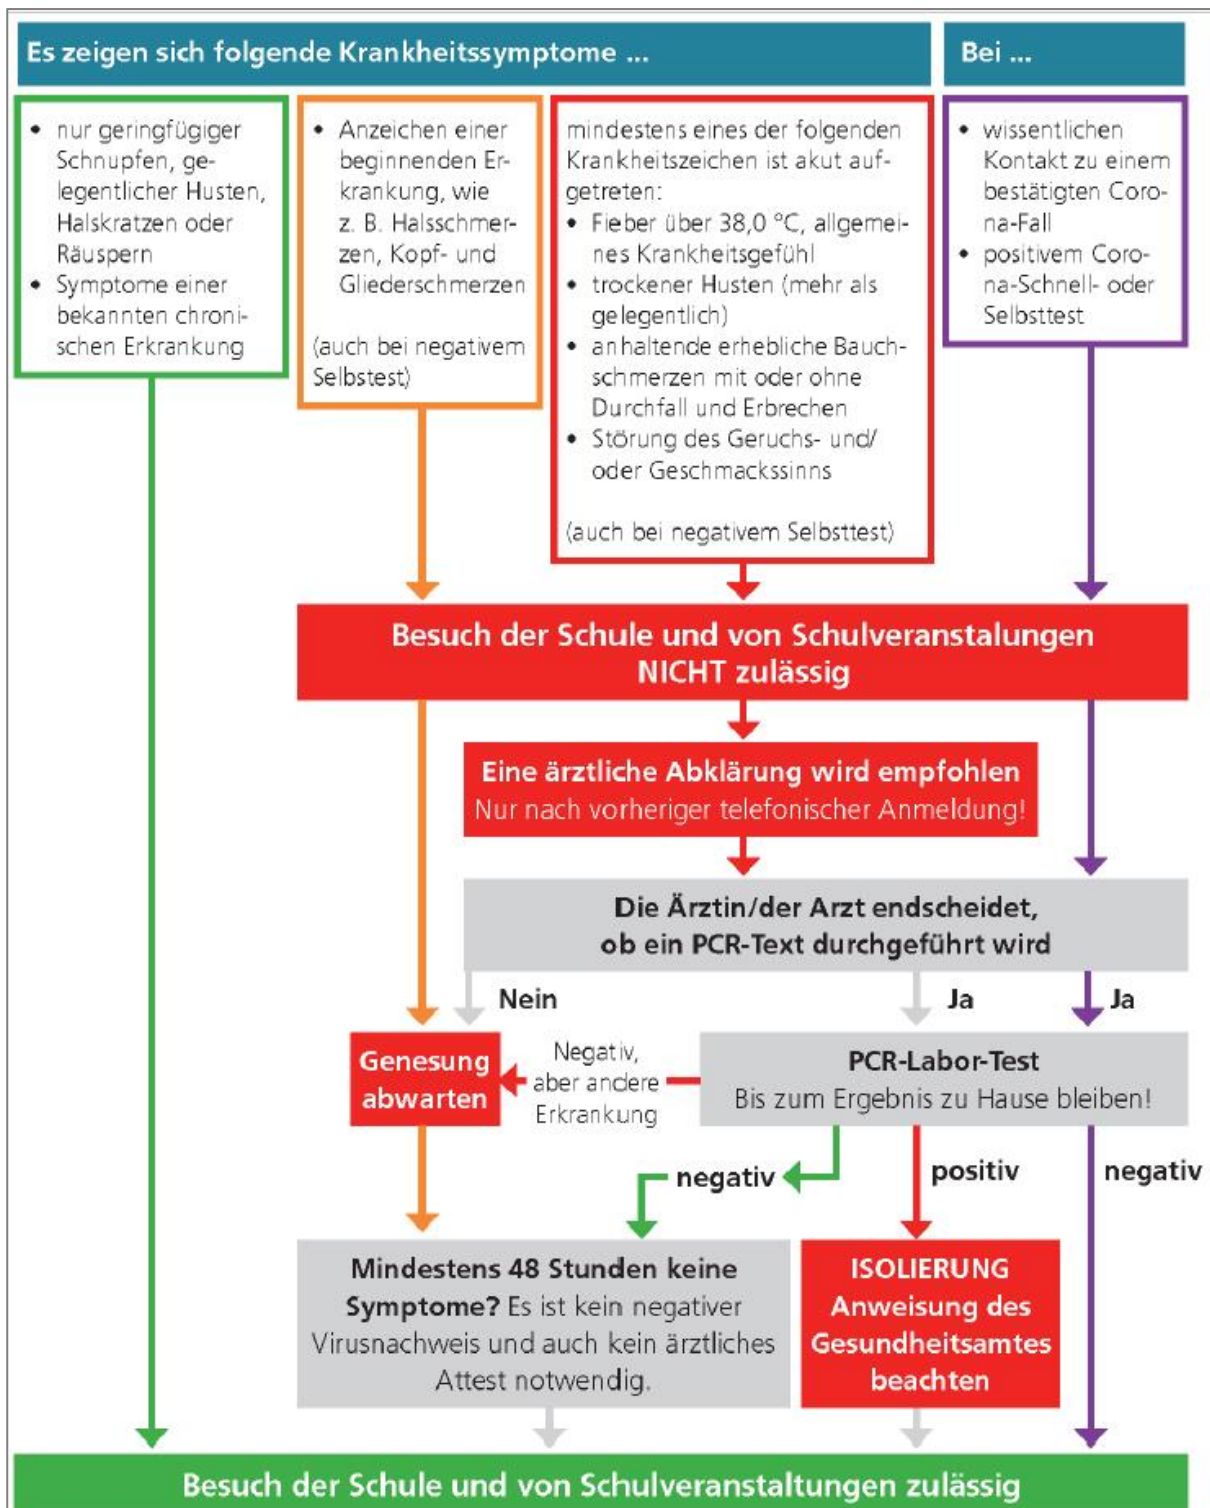 Es zeigen sich folgende Krankheitssymptome ...
Bei ...
• nur geringfügiger
Schnupfen, ge-
legentlicher Husten,
Halskratzen oder
Räuspern
• Symptome einer
bekannten chroni-
schen Erkrankung
• Anzeichen einer
beginnenden Er-
krankung, wie
z. B. Halsschmer-
zen, Kopf- und
Gliederschmerzen
(auch bei negativem
Selbstest)
mindestens eines der folgenden
Krankheitszeichen ist akut auf-
getreten:
• Fieber über 38,0 °C, allgemei-
nes Krankheitsgefühl
• trockener Husten (mehr als
gelegentlich)
• anhaltende erhebliche Bauch-
schmerzen mit oder ohne
Durchfall und Erbrechen
• Störung des Geruchs- und/
oder Geschmackssinns
(auch bei negativem Selbsttest)
• wissentlichen
Kontakt zu einem
bestätigten Coro-
na-Fall
• positivem Coro-
na-Schnell- oder
Selbsttest
Besuch der Schule und von Schulveranstalungen
NICHT zulässig
Eine ärztliche Abklärung wird empfohlen
Nur nach vorheriger telefonischer Anmeldung!
Die Ärztin/der Arzt endscheidet,
ob ein PCR-Text durchgeführt wird
Nein
Ja
Ja
Genesung
abwarten
Negativ,
aber andere
Erkrankung
PCR-Labor-Test
Bis zum Ergebnis zu Hause bleiben!
negativ
positiv
negativ
Mindestens 48 Stunden keine
Symptome? Es ist kein negativer
Virusnachweis und auch kein ärztliches
Attest notwendig.
ISOLIERUNG
Anweisung des
Gesundheitsamtes
beachten
Besuch der Schule und von Schulveranstaltungen zulässig